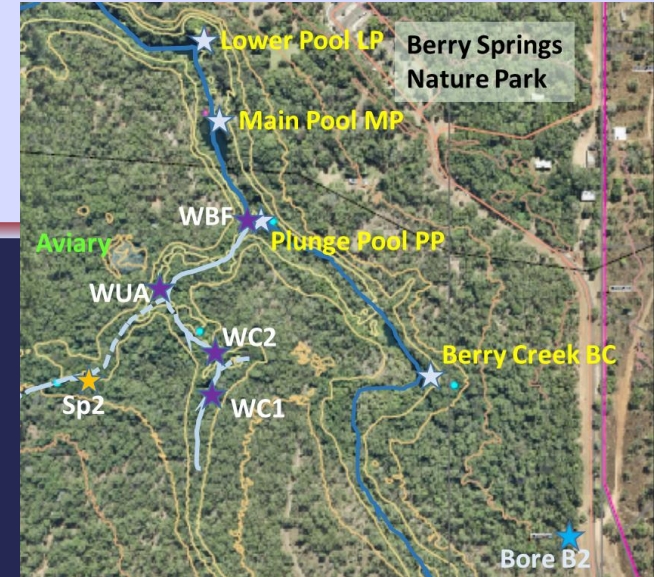 Lower Pool LP
Berry Springs
Nature Park
Main Pool MP
WBF
Plunge Pool PP
Aviary
WUA
WC2
Berry Creek BC
Sp2
WC1
Bore B2